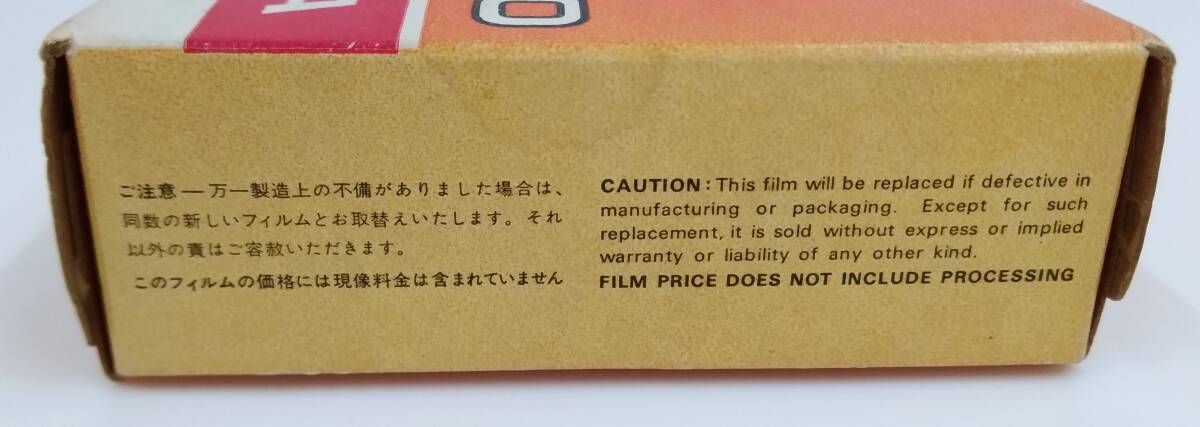 ご注意 — 万一製造上の不備がありました場合は、
同数の新しいフィルムとお取替えいたします。それ
以外の責はご容赦いただきます。
このフィルムの価格には現像料金は含まれていません
CAUTION: This film will be replaced if defective in
manufacturing or packaging. Except for such
replacement, it is sold without express or implied
warranty or liability of any other kind.
FILM PRICE DOES NOT INCLUDE PROCESSING